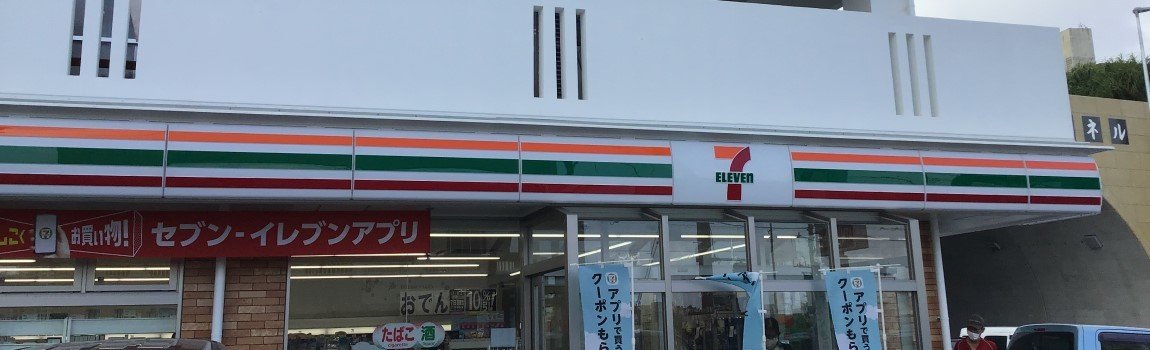 ネル
7
ELEVEn
お買い物!
セブン-イレブンアプリ
おでん
たばこ
cigarette
酒
アプリで買う
クーポンもら
アプリで買
クーポンもら